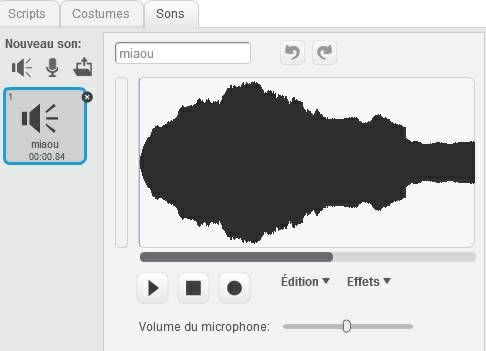 Scripts Costumes Sons
Nouveau son:
miaou
1
miaou
00:00.84
Édition Effets
Volume du microphone: